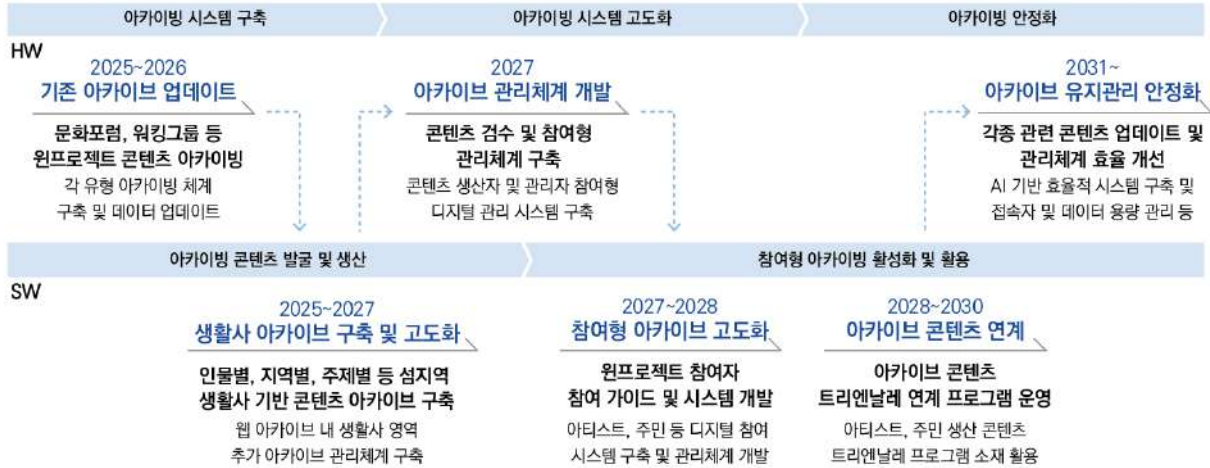 아카이빙 시스템 구축
아카이빙 시스템 고도화
아카이빙 안정화
HW
2025~2026
기존 아카이브 업데이트
문화포럼, 워킹그룹 등
윈프로젝트 콘텐츠 아카이빙
각 유형 아카이빙 체계
구축 및 데이터 업데이트
2027
아카이브 관리체계 개발
콘텐츠 검수 및 참여형
관리체계 구축
콘텐츠 생산자 및 관리자 참여형
디지털 관리 시스템 구축
2031~
아카이브 유지관리 안정화
각종 관련 콘텐츠 업데이트 및
관리체계 효율 개선
AI 기반 효율적 시스템 구축 및
접속자 및 데이터 용량 관리 등
아카이빙 콘텐츠 발굴 및 생산
참여형 아카이빙 활성화 및 활용
SW
2025~2027
생활사 아카이브 구축 및 고도화
인물별, 지역별, 주제별 등 섬지역
생활사 기반 콘텐츠 아카이브 구축
웹 아카이브 내 생활사 영역
추가 아카이브 관리체계 구축
2027~2028
참여형 아카이브 고도화
윈프로젝트 참여자
참여 가이드 및 시스템 개발
아티스트, 주민 등 디지털 참여
시스템 구축 및 관리체계 개발
2028~2030
아카이브 콘텐츠 연계
아카이브 콘텐츠
트리엔날레 연계 프로그램 운영
아티스트, 주민 생산 콘텐츠
트리엔날레 프로그램 소재 활용